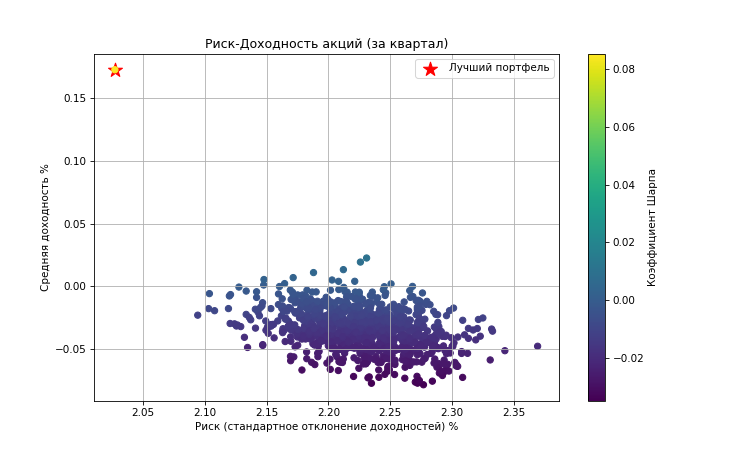 Риск-Доходность акций (за квартал)
Лучший портфель
Средняя доходность %
0.15
0.10
0.05
0.00
−0.05
2.05 2.10 2.15 2.20 2.25 2.30 2.35
Риск (стандартное отклонение доходностей) %
0.08
0.06
0.04
0.02
0.00
−0.02
Коэффициент Шарпа